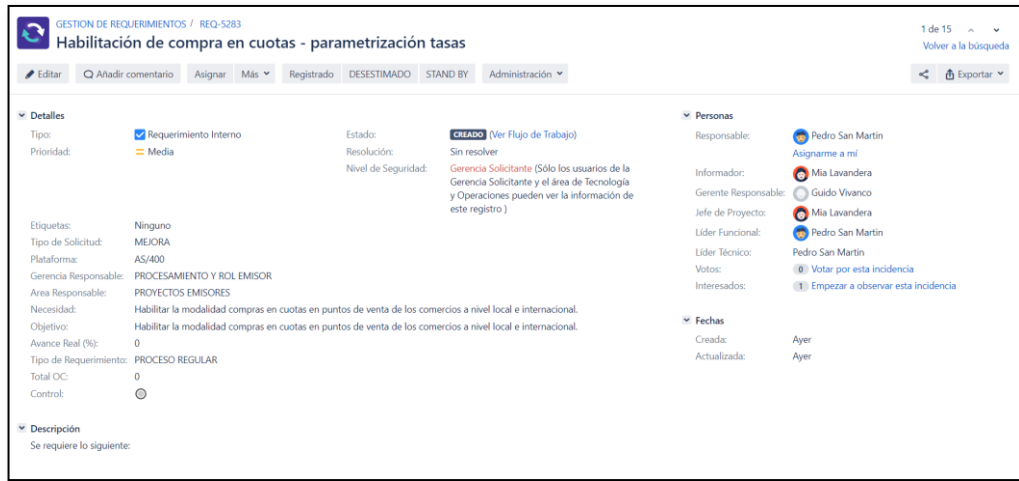 GESTION DE REQUERIMIENTOS / REQ-5283
Habilitación de compra en cuotas - parametrización tasas
1 de 15
Volver a la búsqueda
Editar Añadir comentario Asignar Más Registrado DESESTIMADO STAND BY Administración Exportar
Detalles
Tipo: Requerimiento Interno
Prioridad: Media
Estado: CREADO (Ver Flujo de Trabajo)
Resolución: Sin resolver
Nivel de Seguridad: Gerencia Solicitante (Sólo los usuarios de la
Gerencia Solicitante y el área de Tecnología
y Operaciones pueden ver la información de
este registro )
Etiquetas: Ninguno
Tipo de Solicitud: MEJORA
Plataforma: AS/400
Gerencia Responsable: PROCESAMIENTO Y ROL EMISOR
Area Responsable: PROYECTOS EMISORES
Necesidad: Habilitar la modalidad compras en cuotas en puntos de venta de los comercios a nivel local e internacional.
Objetivo: Habilitar la modalidad compras en cuotas en puntos de venta de los comercios a nivel local e internacional.
Avance Real (%): 0
Tipo de Requerimiento: PROCESO REGULAR
Total OC: 0
Control:
Descripción
Se requiere lo siguiente:
Personas
Responsable: Pedro San Martin
Asignarme a mí
Informador: Mia Lavandera
Gerente Responsable: Guido Vivanco
Jefe de Proyecto: Mia Lavandera
Líder Funcional: Pedro San Martin
Líder Técnico: Pedro San Martin
Votos: 0 Votar por esta incidencia
Interesados: 1 Empezar a observar esta incidencia
Fechas
Creada: Ayer
Actualizada: Ayer